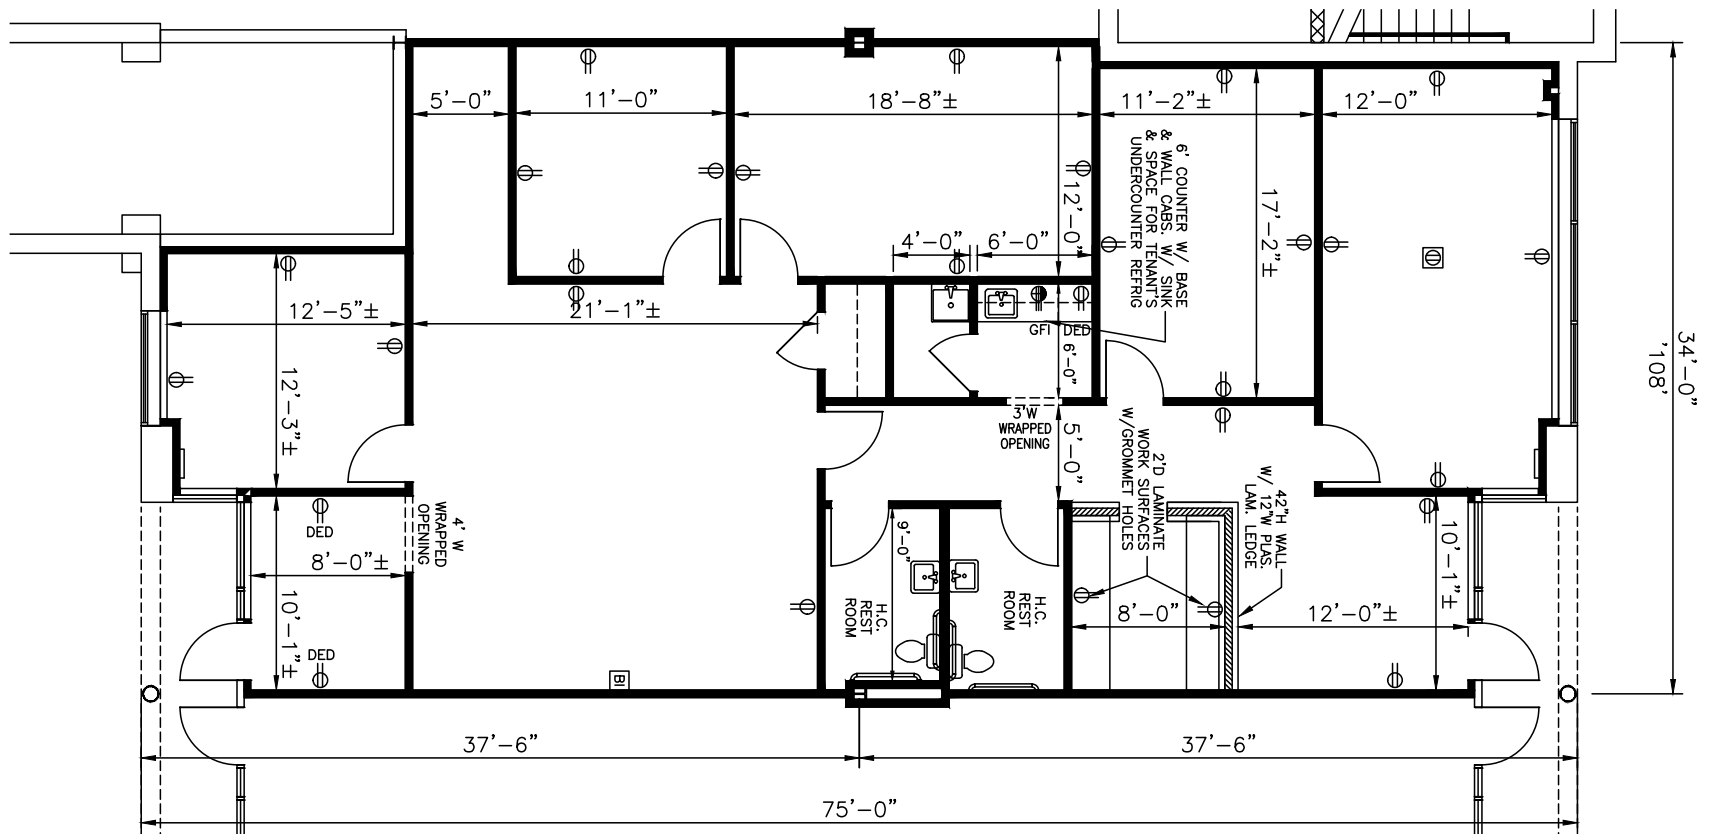 5'-0"
11'-0"
18'-8"±
11'-2"±
12'-0"
6' COUNTER W/ BASE
& WALL CABS. W/ SINK
& SPACE FOR TENANT'S
UNDERCOUNTER REFRIG
12'-0"
17'-2"±
4'-0"
6'-0"
34'-0"
'108'
12'-5"±
21'-1"±
GFI
DED
6'-0"
12'-3"±
3'W
WRAPPED
OPENING
5'-0"
2'D LAMINATE
WORK SURFACES
W/GROMMET HOLES
42"H WALL
W/ 12"W PLAS.
LAM. LEDGE
4' W
WRAPPED
OPENING
DED
8'-0"±
9'-0"
10'-1"±
10'-1"±
H.C.
REST
ROOM
H.C.
REST
ROOM
8'-0"
12'-0"±
DED
BI
37'-6"
37'-6"
75'-0"